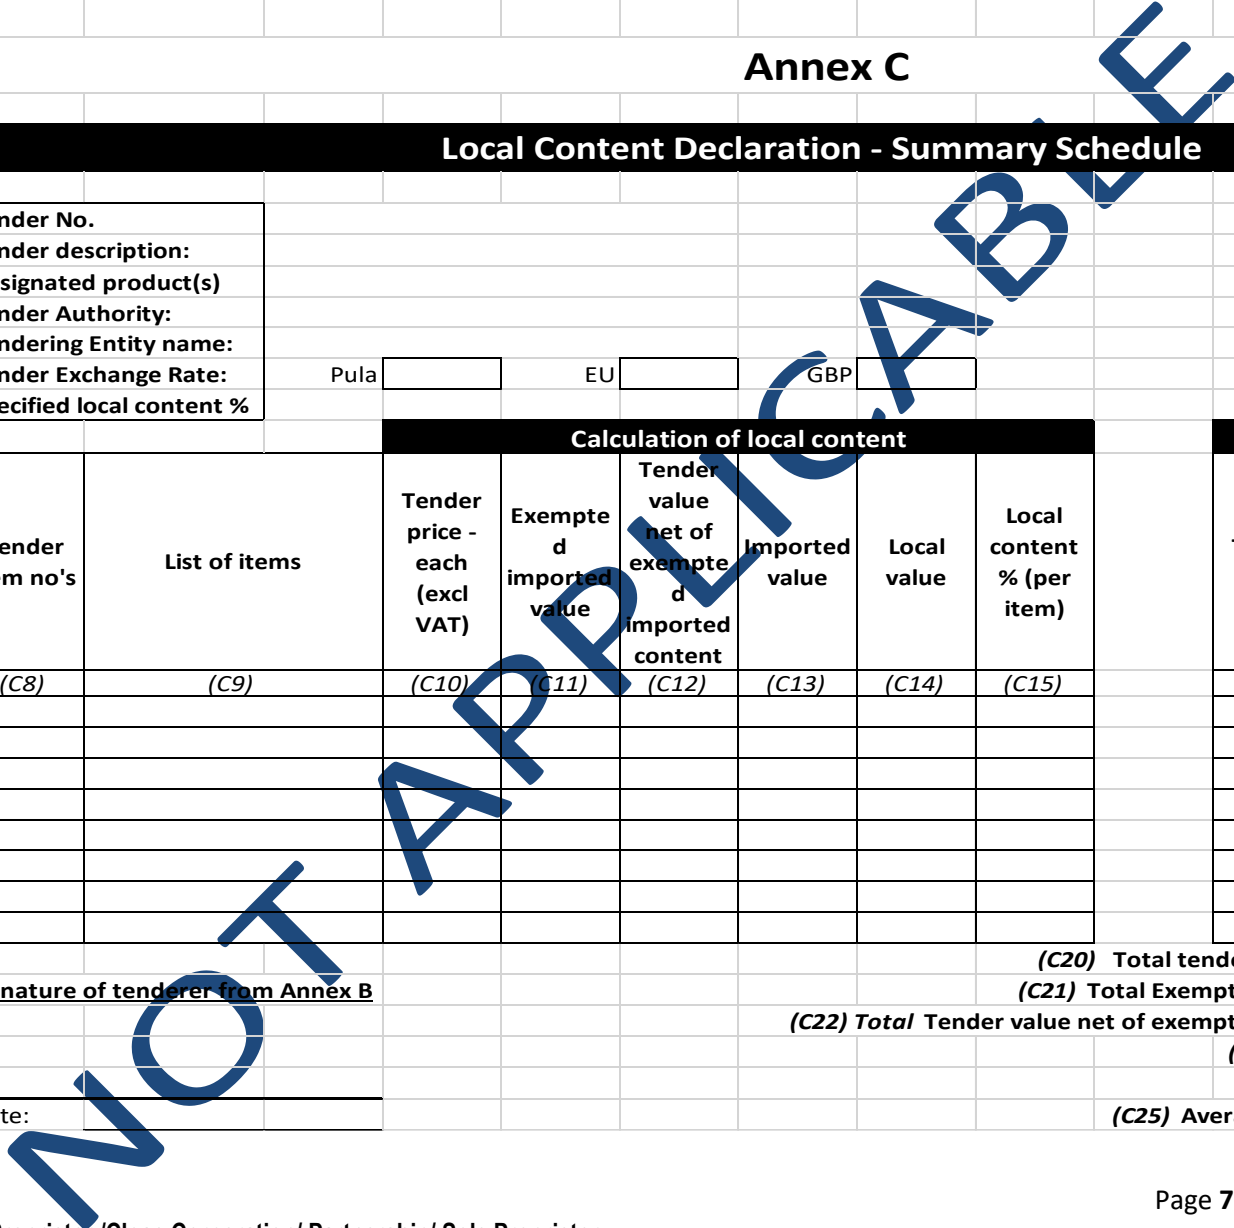 Annex C
Local Content Declaration - Summary Schedule
nder No.
nder description:
signated product(s)
nder Authority:
ndering Entity name:
nder Exchange Rate: Pula EU GBP
ecified local content %
Calculation of local content
ender
m no's
List of items
Tender
price -
each
(excl
VAT)
Exempte
d
imported
value
Tender
value
net of
exempte
d
imported
content
Imported
value
Local
value
Local
content
% (per
item)
(C8) (C9) (C10) (C11) (C12) (C13) (C14) (C15)
(C20) Total tende
nature of tenderer from Annex B
(C21) Total Exempt
(C22) Total Tender value net of exempt
te:
(C25) Aver
NOT APPLICABLE
Page 7